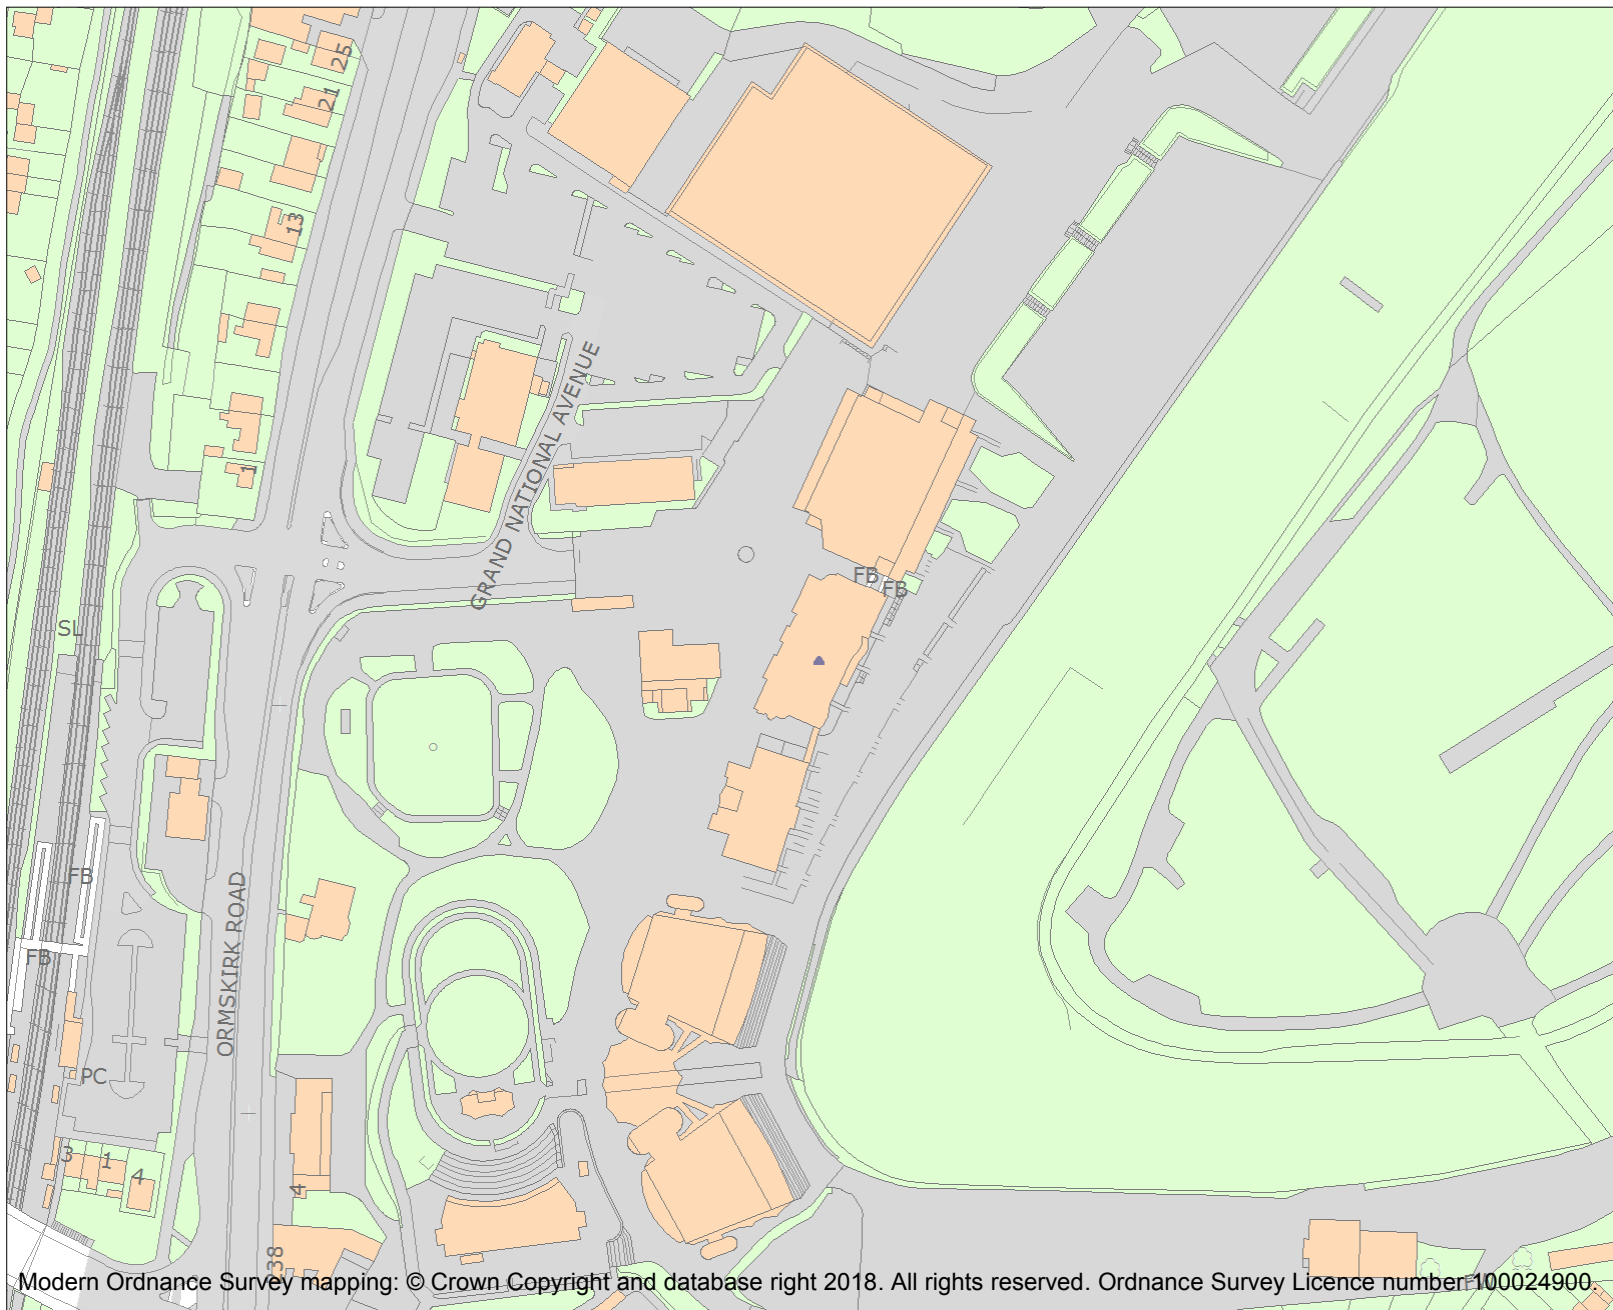 25
21
13
1
GRAND NATIONAL AVENUE
FB
FB
SL
FB
ORMSKIRK ROAD
FB
PC
3
1
4
4
238
Modern Ordnance Survey mapping: © Crown Copyright and database right 2018. All rights reserved. Ordnance Survey Licence number 100024900.